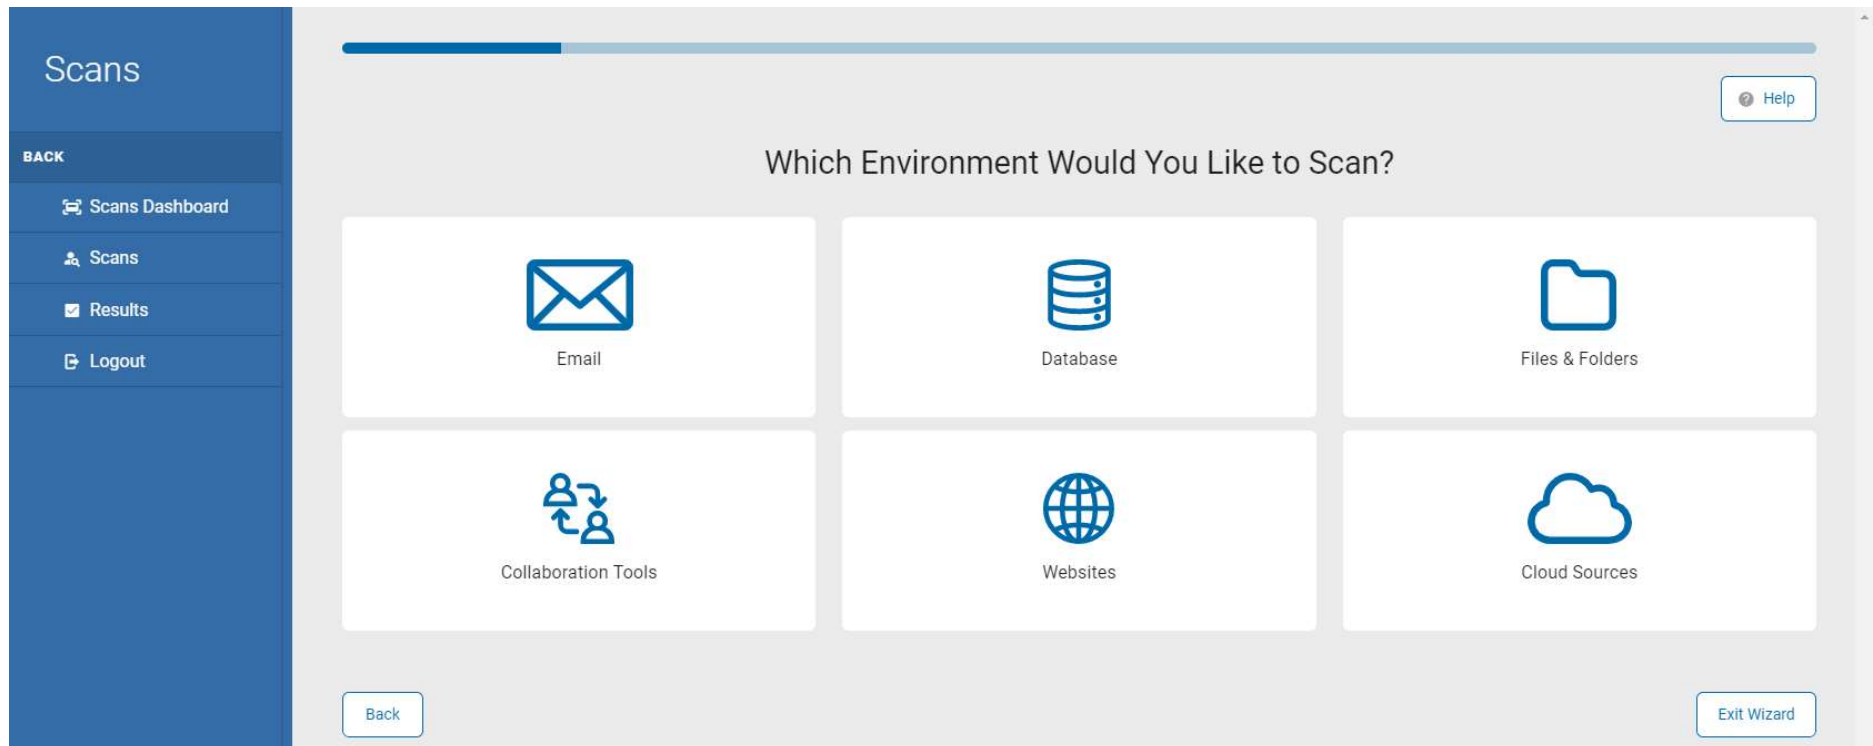 Scans
BACK
Scans Dashboard
Scans
Results
Logout
Help
Which Environment Would You Like to Scan?
Email
Database
Files & Folders
Collaboration Tools
Websites
Cloud Sources
Back
Exit Wizard